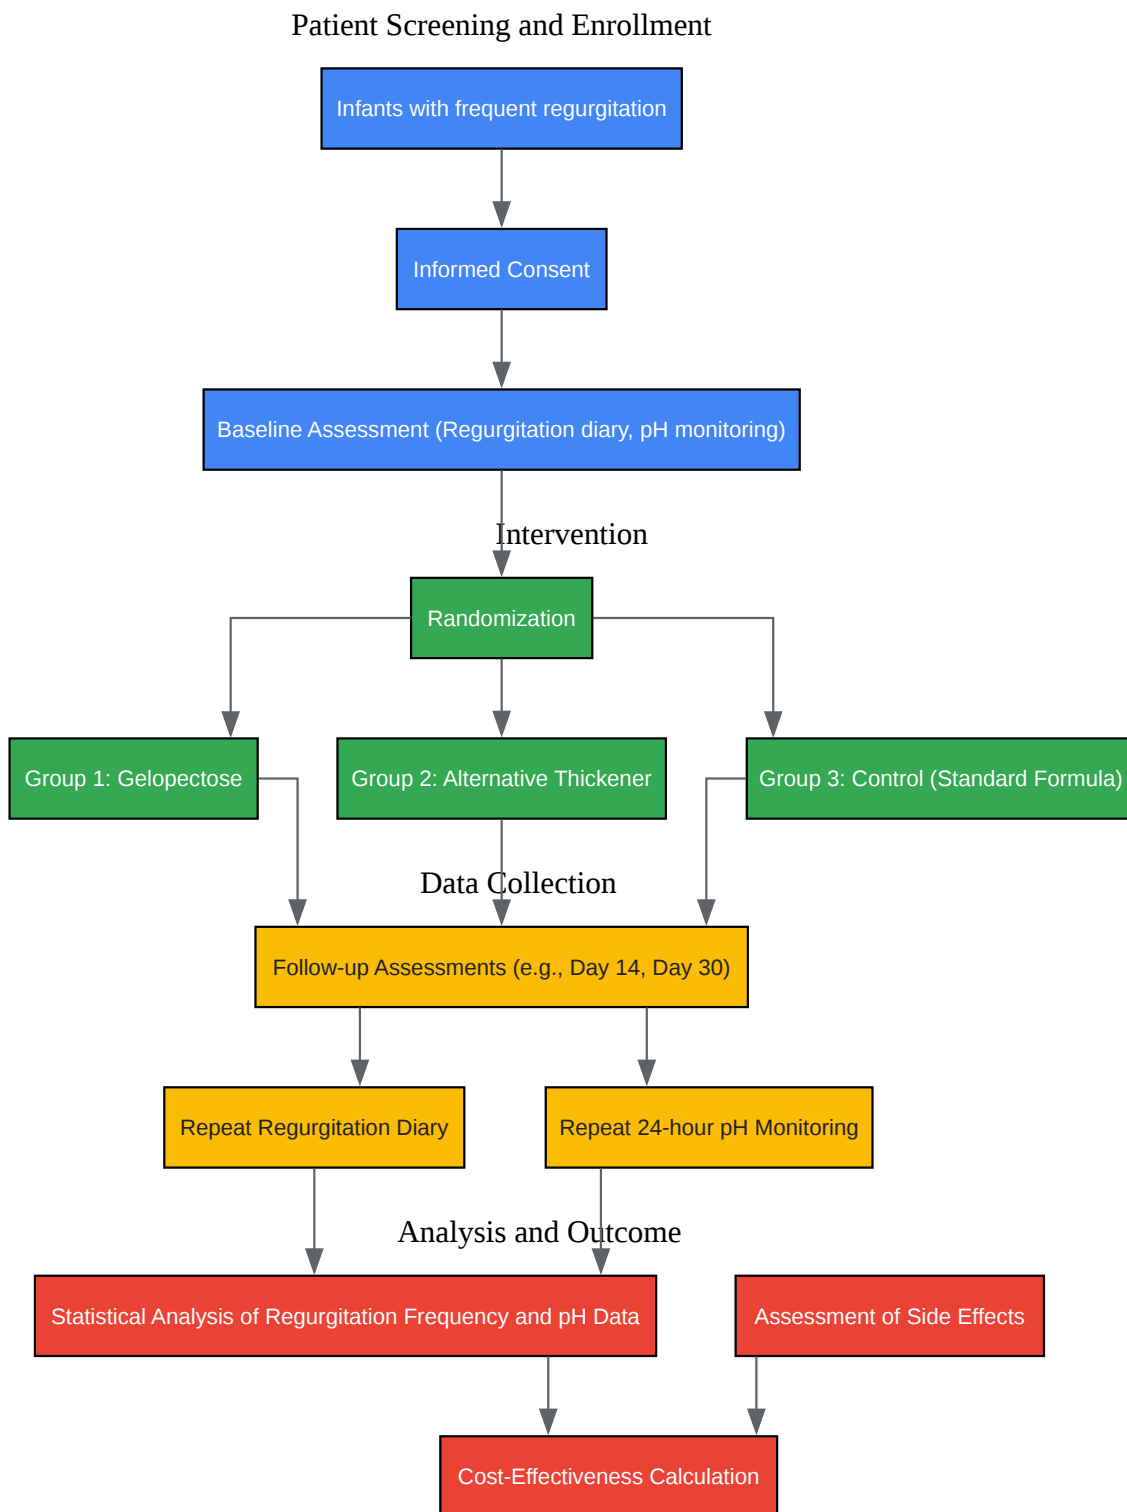 Patient Screening and Enrollment
Infants with frequent regurgitation
Informed Consent
Baseline Assessment (Regurgitation diary, pH monitoring)
Intervention
Randomization
Group 1: Gelopectose
Group 2: Alternative Thickener
Group 3: Control (Standard Formula)
Data Collection
Follow-up Assessments (e.g., Day 14, Day 30)
Repeat Regurgitation Diary
Repeat 24-hour pH Monitoring
Analysis and Outcome
Statistical Analysis of Regurgitation Frequency and pH Data
Assessment of Side Effects
Cost-Effectiveness Calculation